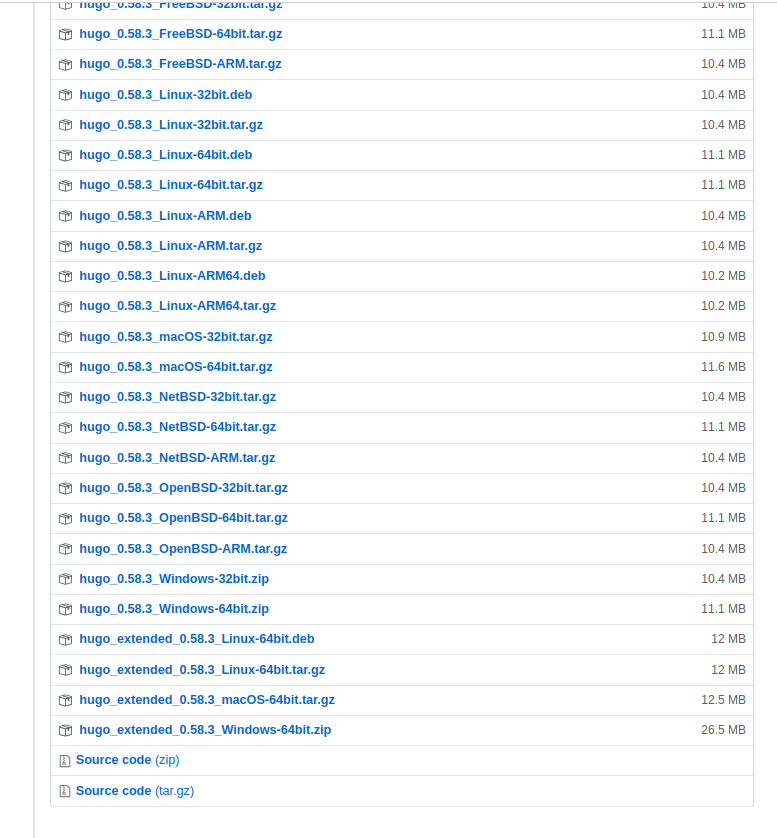 hugo_0.58.3_FreeBSD-32bit.tar.gz 10.4 MB
hugo_0.58.3_FreeBSD-64bit.tar.gz 11.1 MB
hugo_0.58.3_FreeBSD-ARM.tar.gz 10.4 MB
hugo_0.58.3_Linux-32bit.deb 10.4 MB
hugo_0.58.3_Linux-32bit.tar.gz 10.4 MB
hugo_0.58.3_Linux-64bit.deb 11.1 MB
hugo_0.58.3_Linux-64bit.tar.gz 11.1 MB
hugo_0.58.3_Linux-ARM.deb 10.4 MB
hugo_0.58.3_Linux-ARM.tar.gz 10.4 MB
hugo_0.58.3_Linux-ARM64.deb 10.2 MB
hugo_0.58.3_Linux-ARM64.tar.gz 10.2 MB
hugo_0.58.3_macOS-32bit.tar.gz 10.9 MB
hugo_0.58.3_macOS-64bit.tar.gz 11.6 MB
hugo_0.58.3_NetBSD-32bit.tar.gz 10.4 MB
hugo_0.58.3_NetBSD-64bit.tar.gz 11.1 MB
hugo_0.58.3_NetBSD-ARM.tar.gz 10.4 MB
hugo_0.58.3_OpenBSD-32bit.tar.gz 10.4 MB
hugo_0.58.3_OpenBSD-64bit.tar.gz 11.1 MB
hugo_0.58.3_OpenBSD-ARM.tar.gz 10.4 MB
hugo_0.58.3_Windows-32bit.zip 10.4 MB
hugo_0.58.3_Windows-64bit.zip 11.1 MB
hugo_extended_0.58.3_Linux-64bit.deb 12 MB
hugo_extended_0.58.3_Linux-64bit.tar.gz 12 MB
hugo_extended_0.58.3_macOS-64bit.tar.gz 12.5 MB
hugo_extended_0.58.3_Windows-64bit.zip 26.5 MB
Source code (zip)
Source code (tar.gz)